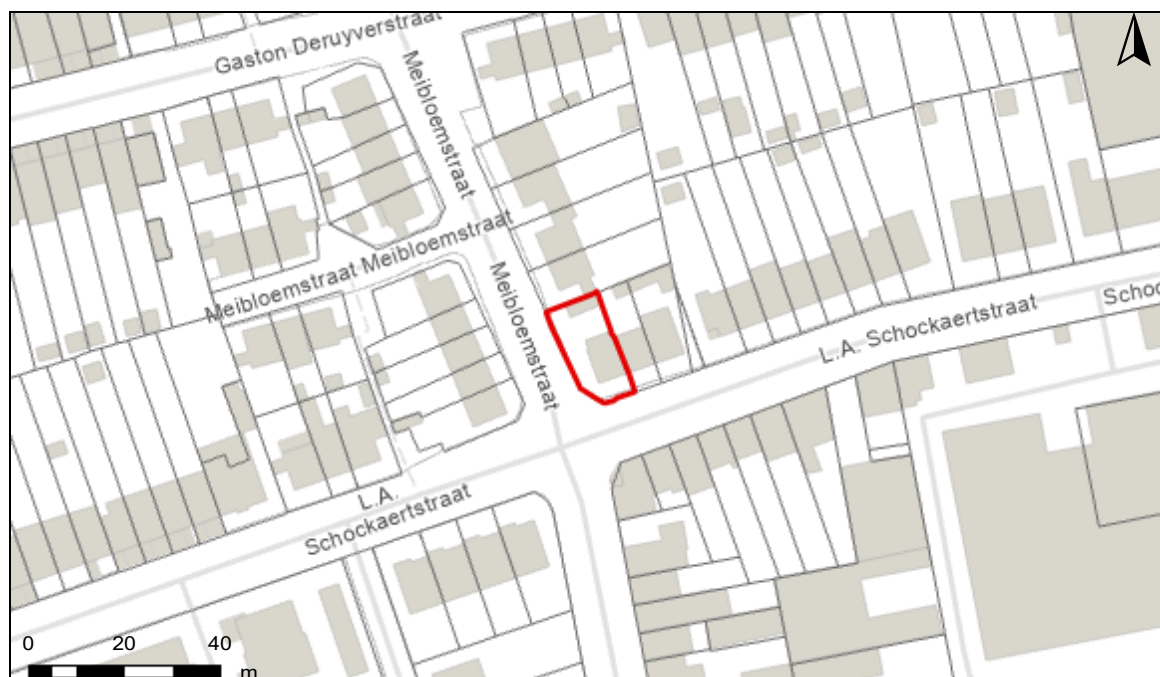 Gaston Deruyverstraat
Meibloemstraat
Meibloemstraat Meibloemstraat
Meibloemstraat
L.A. Schockaertstraat
Schoc
L.A.
Schockaertstraat
0 20 40
m